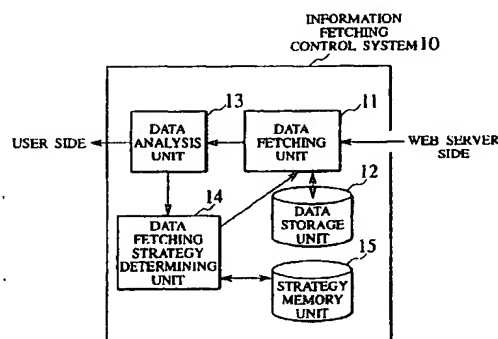 INFORMATION
FETCHING
CONTROL SYSTEM 10
13
11
USER SIDE
DATA
ANALYSIS
UNIT
DATA
FETCHING
UNIT
WEB SERVER
SIDE
12
14
DATA
STORAGE
UNIT
DATA
FETCHING
STRATEGY
DETERMINING
UNIT
15
STRATEGY
MEMORY
UNIT